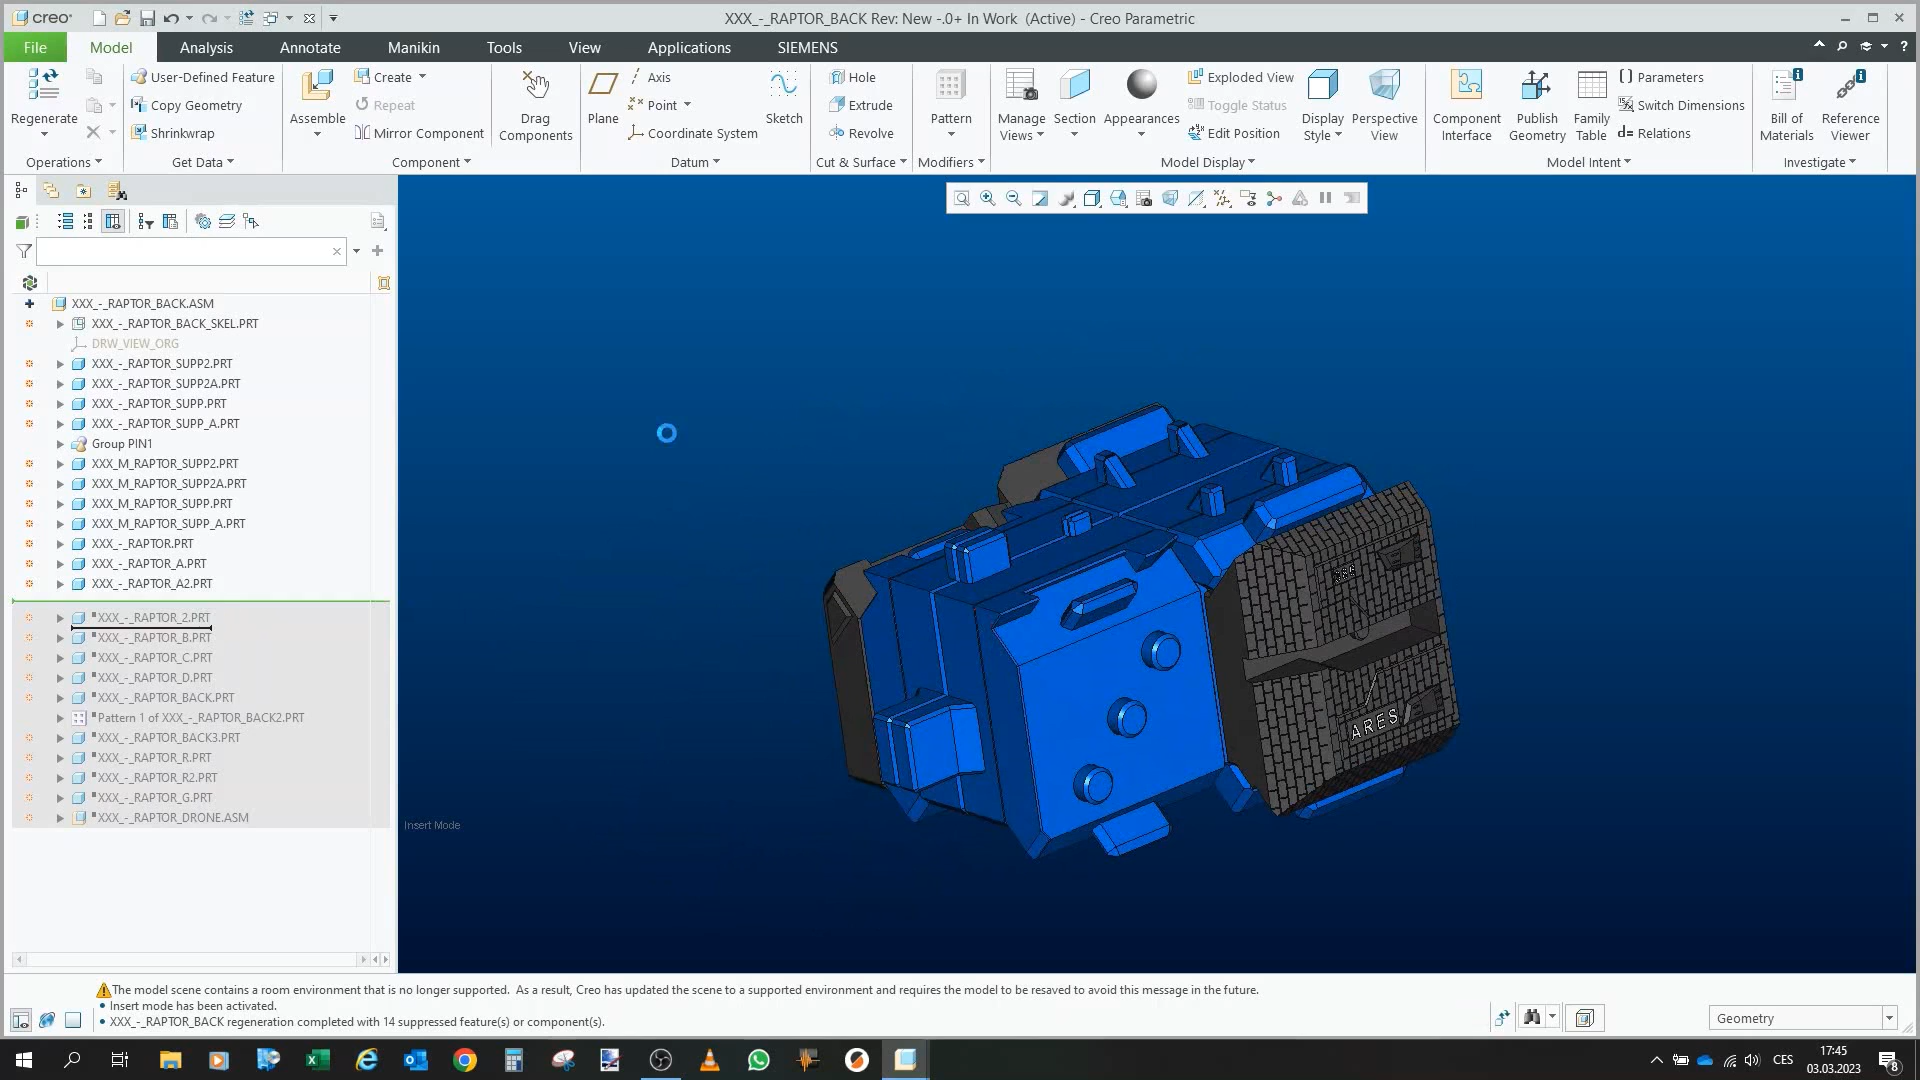 creo
XXX_-_RAPTOR_BACK Rev: New -.0+ In Work (Active) - Creo Parametric
File
Model
Analysis
Annotate
Manikin
Tools
View
Applications
SIEMENS
Regenerate
User-Defined Feature
Copy Geometry
Shrinkwrap
Assemble
Create
Repeat
Mirror Component
Drag Components
Plane
Axis
Point
Coordinate System
Sketch
Hole
Extrude
Revolve
Pattern
Manage Views
Section
Appearances
Exploded View
Toggle Status
Edit Position
Display Style
Perspective View
Component Interface
Publish Geometry
Family Table
Parameters
Switch Dimensions
Relations
Bill of Materials
Reference Viewer
Operations
Get Data
Component
Datum
Cut & Surface
Modifiers
Model Display
Model Intent
Investigate
XXX_-_RAPTOR_BACK.ASM
XXX_-_RAPTOR_BACK_SKEL.PRT
DRW_VIEW_ORG
XXX_-_RAPTOR_SUPP2.PRT
XXX_-_RAPTOR_SUPP2A.PRT
XXX_-_RAPTOR_SUPP.PRT
XXX_-_RAPTOR_SUPP_A.PRT
Group PIN1
XXX_M_RAPTOR_SUPP2.PRT
XXX_M_RAPTOR_SUPP2A.PRT
XXX_M_RAPTOR_SUPP.PRT
XXX_M_RAPTOR_SUPP_A.PRT
XXX_-_RAPTOR.PRT
XXX_-_RAPTOR_A.PRT
XXX_-_RAPTOR_A2.PRT
XXX_-_RAPTOR_2.PRT
XXX_-_RAPTOR_B.PRT
XXX_-_RAPTOR_C.PRT
XXX_-_RAPTOR_D.PRT
XXX_-_RAPTOR_BACK.PRT
Pattern 1 of XXX_-_RAPTOR_BACK2.PRT
XXX_-_RAPTOR_BACK3.PRT
XXX_-_RAPTOR_R.PRT
XXX_-_RAPTOR_R2.PRT
XXX_-_RAPTOR_G.PRT
XXX_-_RAPTOR_DRONE.ASM
Insert Mode
ARES
The model scene contains a room environment that is no longer supported. As a result, Creo has updated the scene to a supported environment and requires the model to be resaved to avoid this message in the future.
• Insert mode has been activated.
• XXX_-_RAPTOR_BACK regeneration completed with 14 suppressed feature(s) or component(s).
Geometry
CES
17:45
03.03.2023
8